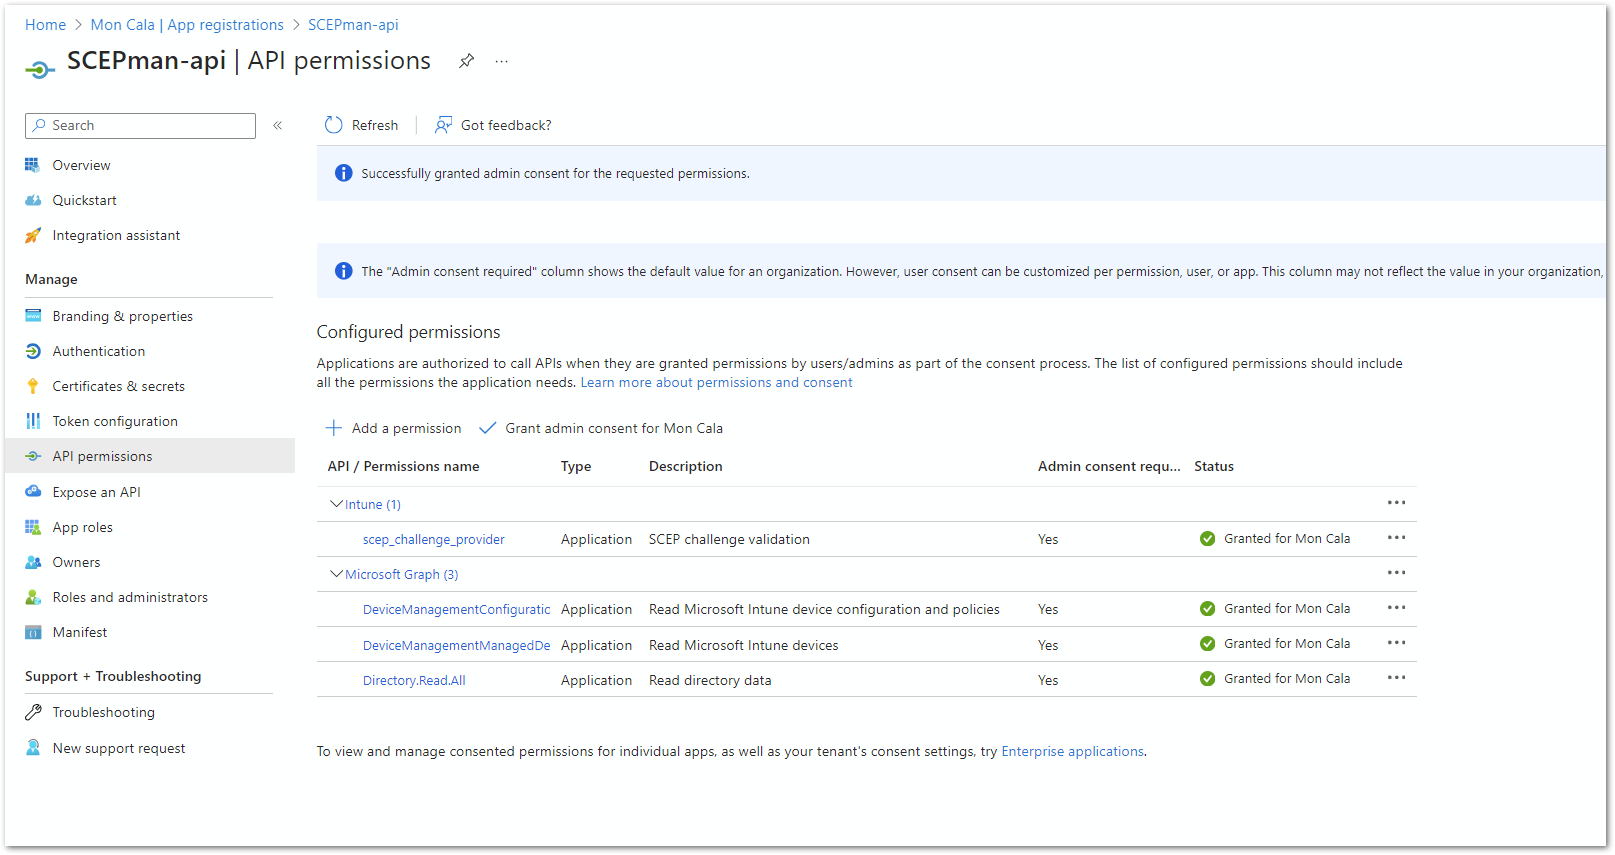 Home > Mon Cala | App registrations > SCEPman-api
SCEPman-api | API permissions
Search
Overview
Quickstart
Integration assistant
Manage
Branding & properties
Authentication
Certificates & secrets
Token configuration
API permissions
Expose an API
App roles
Owners
Roles and administrators
Manifest
Support + Troubleshooting
Troubleshooting
New support request
Refresh | Got feedback?
Successfully granted admin consent for the requested permissions.
The "Admin consent required" column shows the default value for an organization. However, user consent can be customized per permission, user, or app. This column may not reflect the value in your organization,
Configured permissions
Applications are authorized to call APIs when they are granted permissions by users/admins as part of the consent process. The list of configured permissions should include
all the permissions the application needs. Learn more about permissions and consent
Add a permission Grant admin consent for Mon Cala
API / Permissions name Type Description Admin consent requ... Status
Intune (1)
scep_challenge_provider Application SCEP challenge validation Yes Granted for Mon Cala
Microsoft Graph (3)
DeviceManagementConfiguratic Application Read Microsoft Intune device configuration and policies Yes Granted for Mon Cala
DeviceManagementManagedDe Application Read Microsoft Intune devices Yes Granted for Mon Cala
Directory.Read.All Application Read directory data Yes Granted for Mon Cala
To view and manage consented permissions for individual apps, as well as your tenant's consent settings, try Enterprise applications.